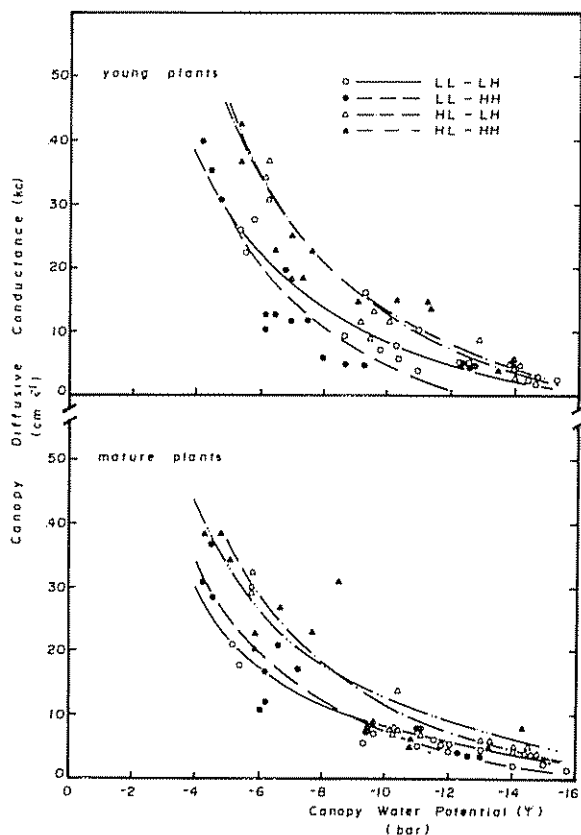 50
young plants
LL - LH
LL - HH
HL - LH
HL - HH
40
30
20
10
0
Canopy Diffusive Conductance (kc)
(cm s⁻¹)
50
mature plants
40
30
20
10
0
0 -2 -4 -6 -8 -10 -12 -14 -16
Canopy Water Potential (Ψ)
(bar)